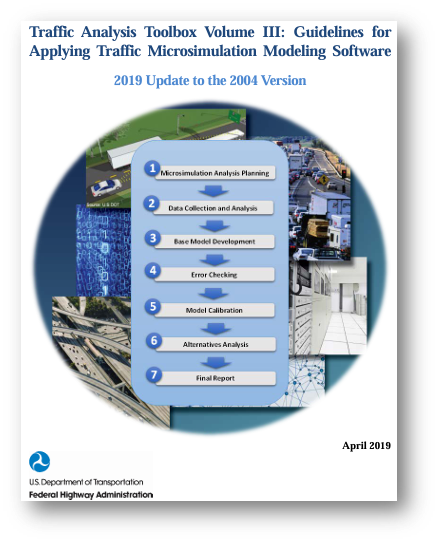 Traffic Analysis Toolbox Volume III: Guidelines for
Applying Traffic Microsimulation Modeling Software
2019 Update to the 2004 Version
1 Microsimulation Analysis Planning
2 Data Collection and Analysis
3 Base Model Development
4 Error Checking
5 Model Calibration
6 Alternatives Analysis
7 Final Report
Source: U.S. DOT
April 2019
U.S. Department of Transportation
Federal Highway Administration